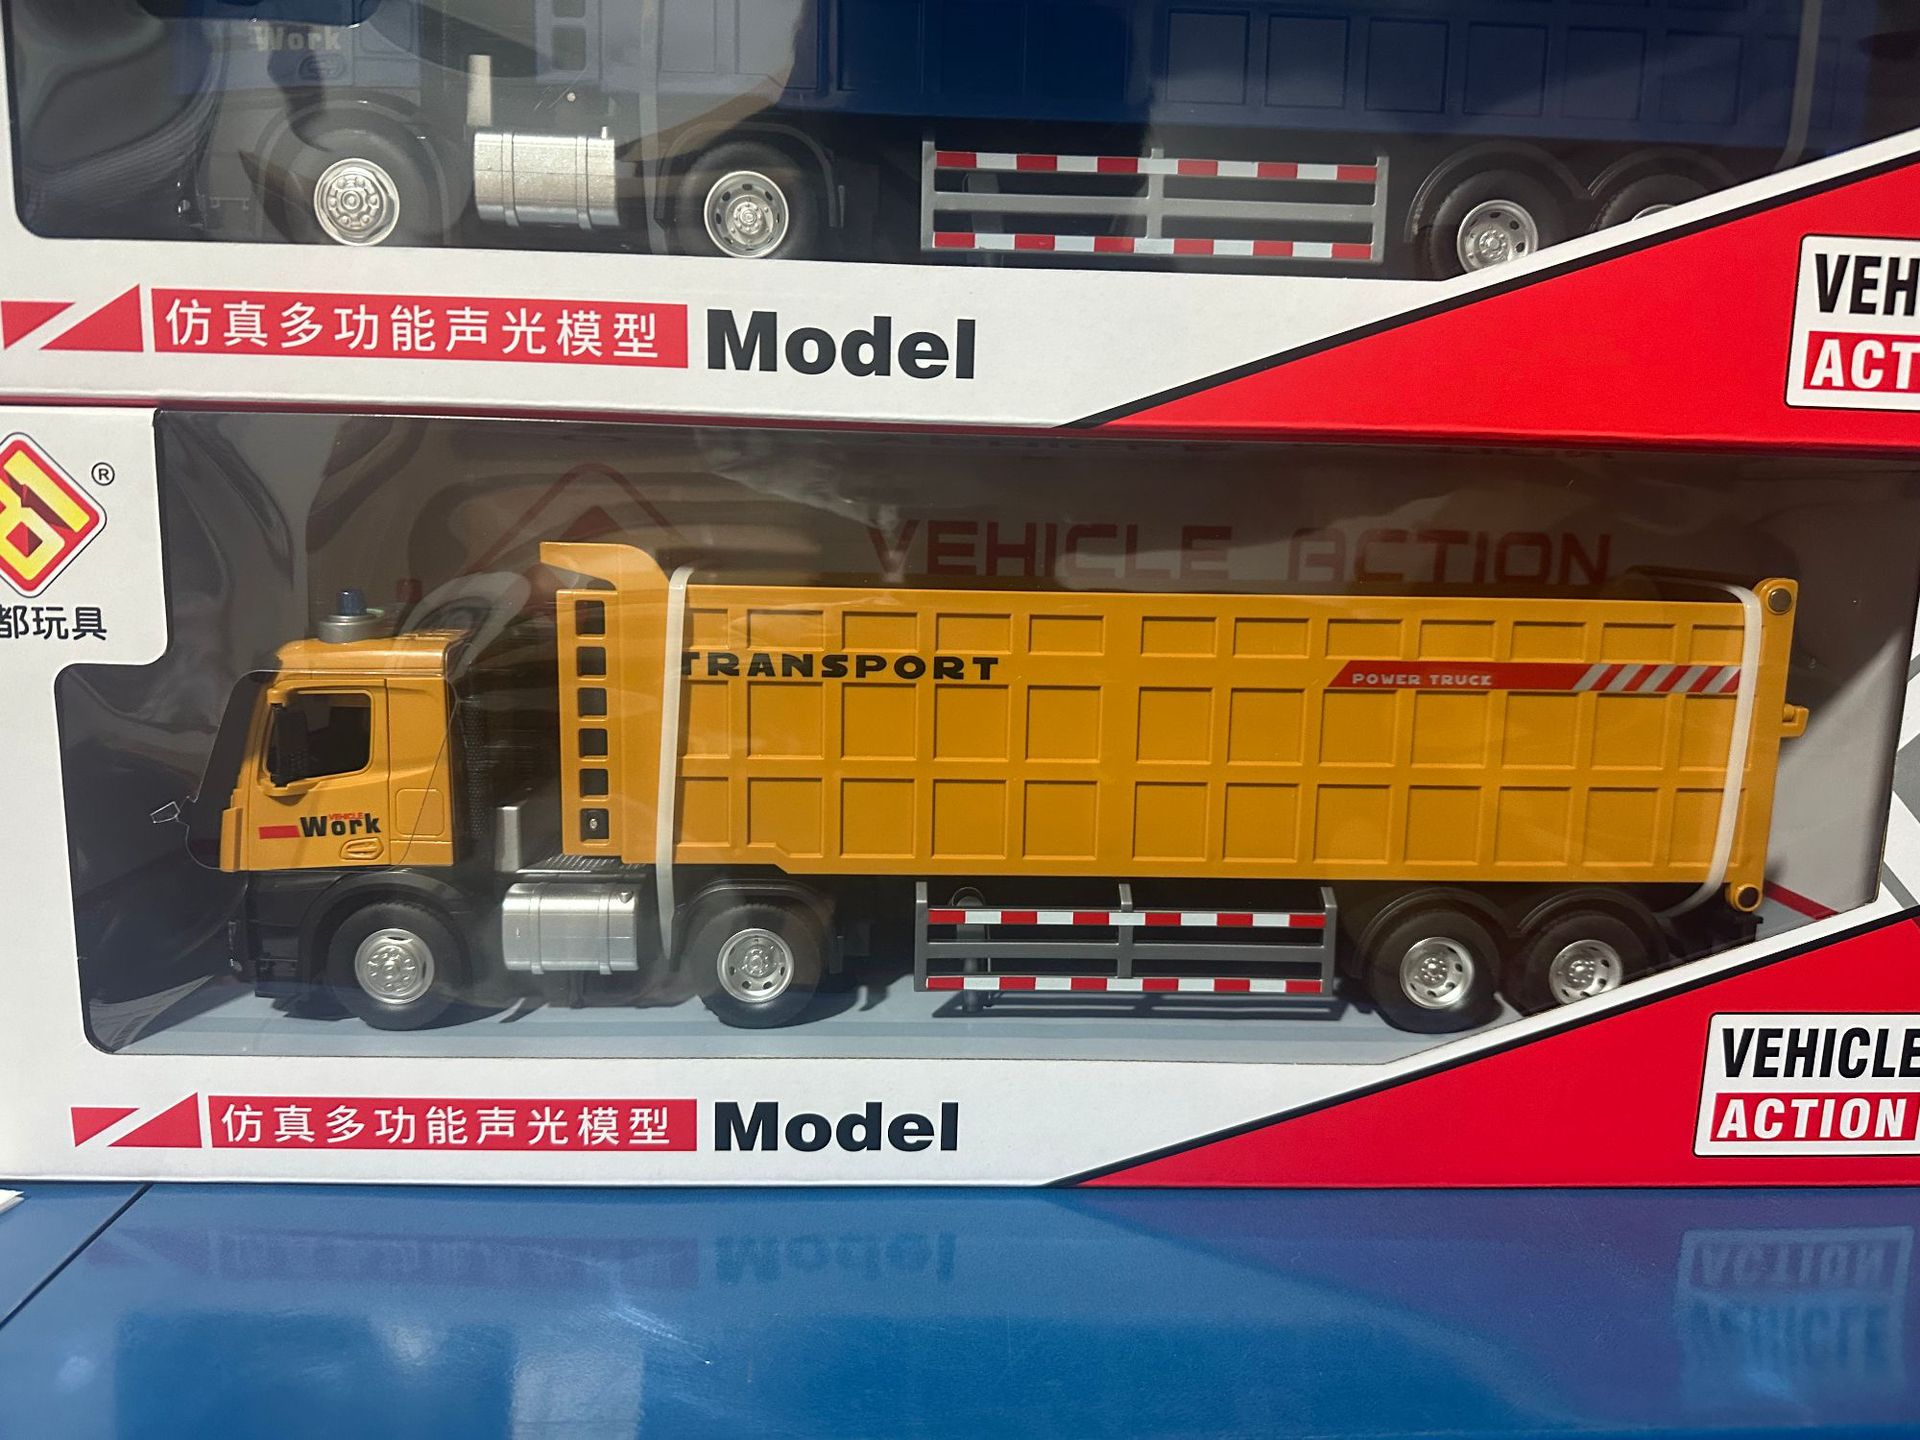 Work
仿真多功能声光模型 Model
VEH
ACT
®
都玩具
VEHICLE ACTION
TRANSPORT
POWER TRUCK
VEHICLE
Work
仿真多功能声光模型 Model
VEHICLE
ACTION